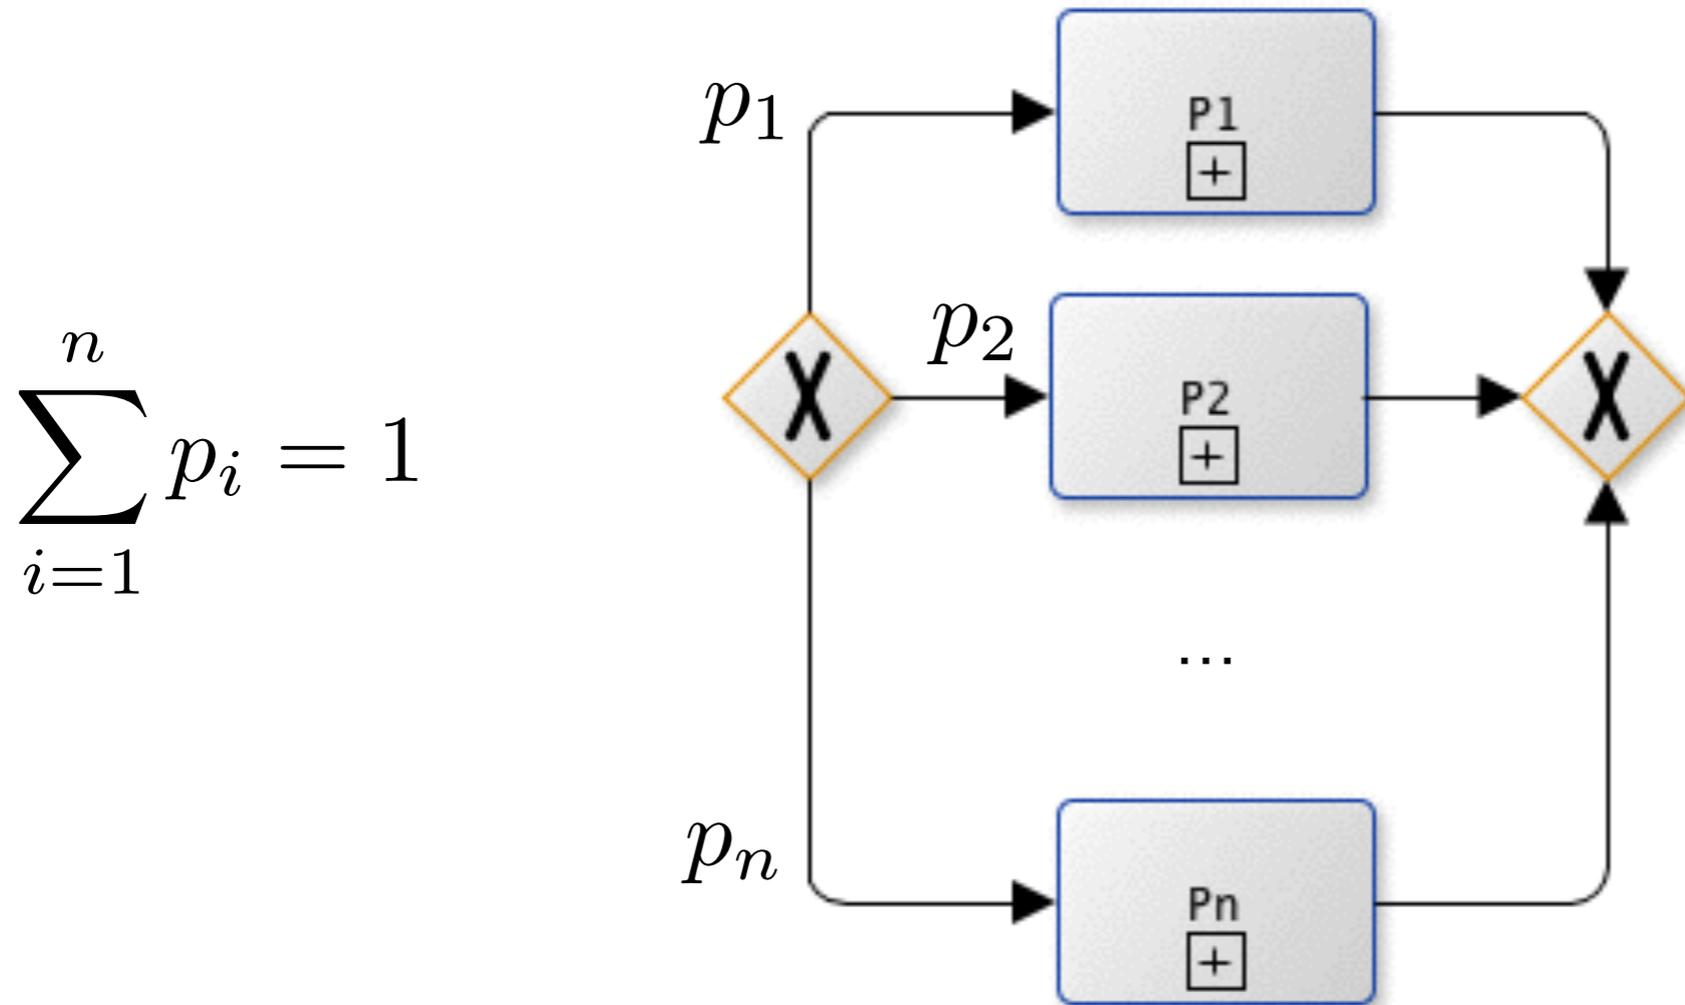 p_1
P1
+
n
∑ p_i = 1
i=1
X
p_2
P2
+
X
...
p_n
Pn
+